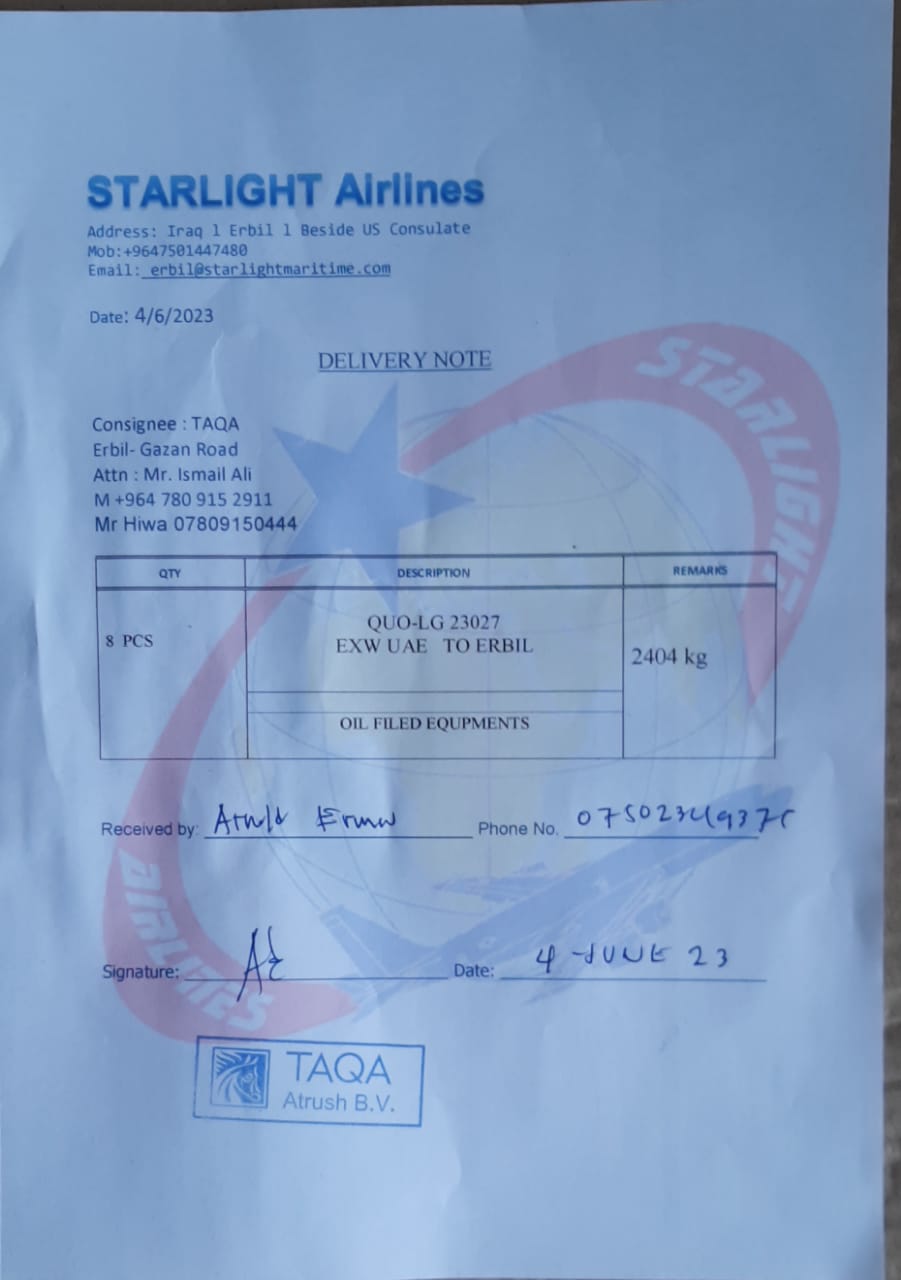 STARLIGHT Airlines
Address: Iraq l Erbil l Beside US Consulate
Mob:+9647501447480
Email: erbil@starlightmaritime.com
Date: 4/6/2023
DELIVERY NOTE
Consignee : TAQA
Erbil- Gazan Road
Attn : Mr. Ismail Ali
M +964 780 915 2911
Mr Hiwa 07809150444
QTY DESCRIPTION REMARKS
8 PCS
QUO-LG 23027
EXW UAE TO ERBIL
2404 kg
OIL FILED EQUPMENTS
Received by: Arnold
Phone No.
Signature:
Date: 4 -JUNE 23
TAQA
Atrush B.V.
STARLIGHT
AIRLITES